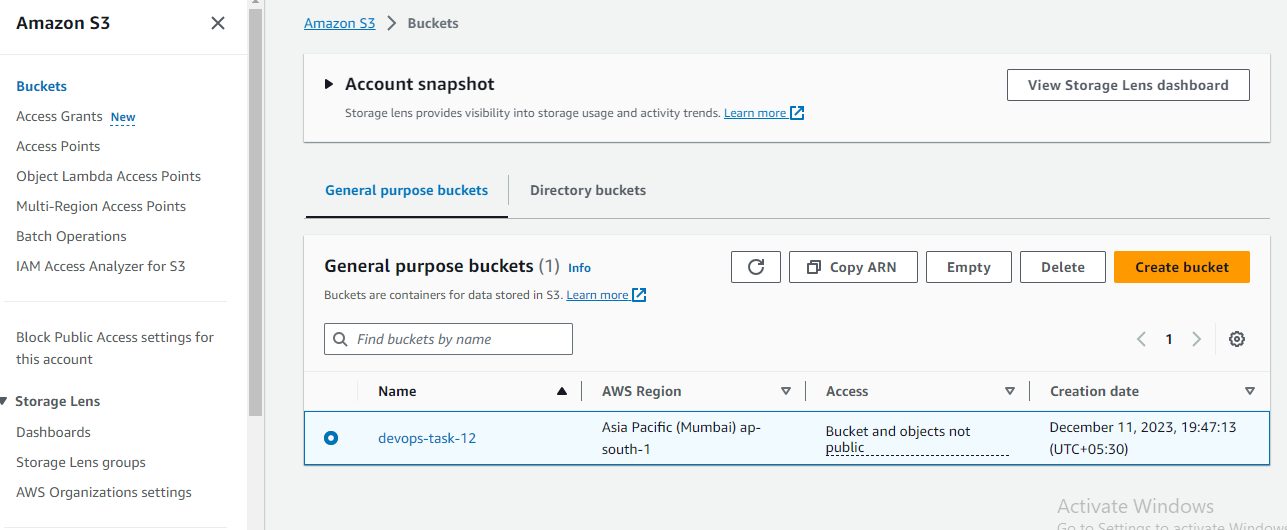 Amazon S3
Buckets
Access Grants New
Access Points
Object Lambda Access Points
Multi-Region Access Points
Batch Operations
IAM Access Analyzer for S3
Block Public Access settings for
this account
Storage Lens
Dashboards
Storage Lens groups
AWS Organizations settings
Amazon S3 > Buckets
Account snapshot
View Storage Lens dashboard
Storage lens provides visibility into storage usage and activity trends. Learn more
General purpose buckets
Directory buckets
General purpose buckets (1) Info
Copy ARN
Empty
Delete
Create bucket
Buckets are containers for data stored in S3. Learn more
Find buckets by name
1
Name AWS Region Access Creation date
devops-task-12
Asia Pacific (Mumbai) ap-
south-1
Bucket and objects not
public
December 11, 2023, 19:47:13
(UTC+05:30)
Activate Windows
Go to Settings to activate Windows